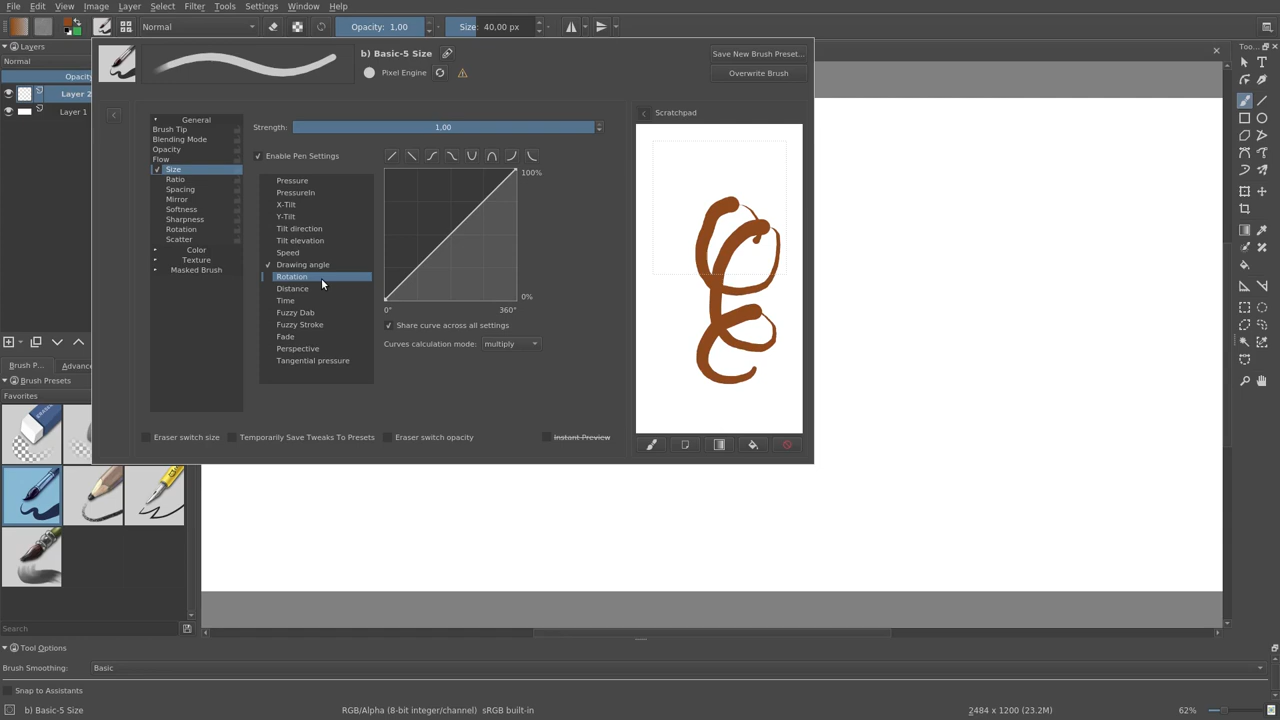 File Edit View Image Layer Select Filter Tools Settings Window Help
Normal
Opacity: 1,00
Size: 40,00 px
Layers
Normal
Opacity
Layer 2
Layer 1
b) Basic-5 Size
Pixel Engine
Save New Brush Preset...
Overwrite Brush
General
Brush Tip
Blending Mode
Opacity
Flow
Size
Ratio
Spacing
Mirror
Softness
Sharpness
Rotation
Scatter
Color
Texture
Masked Brush
Strength: 1,00
Enable Pen Settings
Pressure
PressureIn
X-Tilt
Y-Tilt
Tilt direction
Tilt elevation
Speed
Drawing angle
Rotation
Distance
Time
Fuzzy Dab
Fuzzy Stroke
Fade
Perspective
Tangential pressure
100%
0%
0° 360°
Share curve across all settings
Curves calculation mode: multiply
Eraser switch size Temporarily Save Tweaks To Presets Eraser switch opacity Instant Preview
Scratchpad
Too...
Brush P... Advance
Brush Presets
Favorites
Search
Tool Options
Brush Smoothing: Basic
Snap to Assistants
b) Basic-5 Size
RGB/Alpha (8-bit integer/channel) sRGB built-in
2484 x 1200 (23.2M)
62%